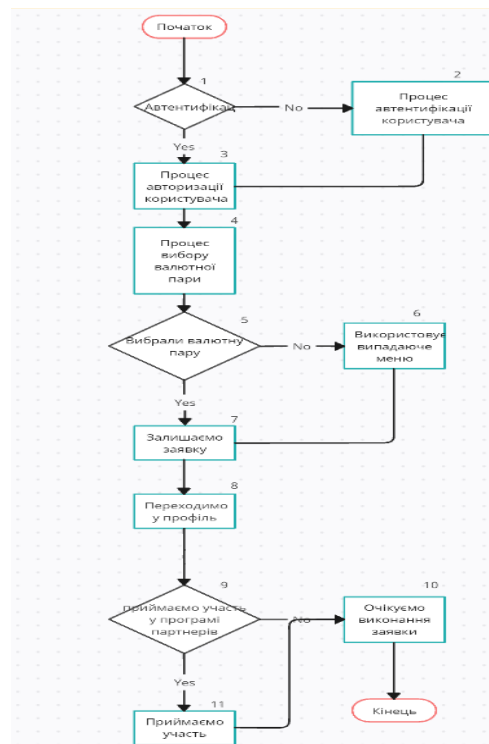 Початок
1
Автентифікац
No
2
Процес
автентифікації
користувача
Yes
3
Процес
авторизації
користувача
4
Процес
вибору
валютної
пари
5
Вибрали валютну
пару
No
6
Використовує
випадаюче
меню
Yes
7
Залишаємо
заявку
8
Переходимо
у профіль
9
приймаємо участь
у програмі
партнерів
No
10
Очікуємо
виконання
заявки
Yes
11
Приймаємо
участь
Кінець